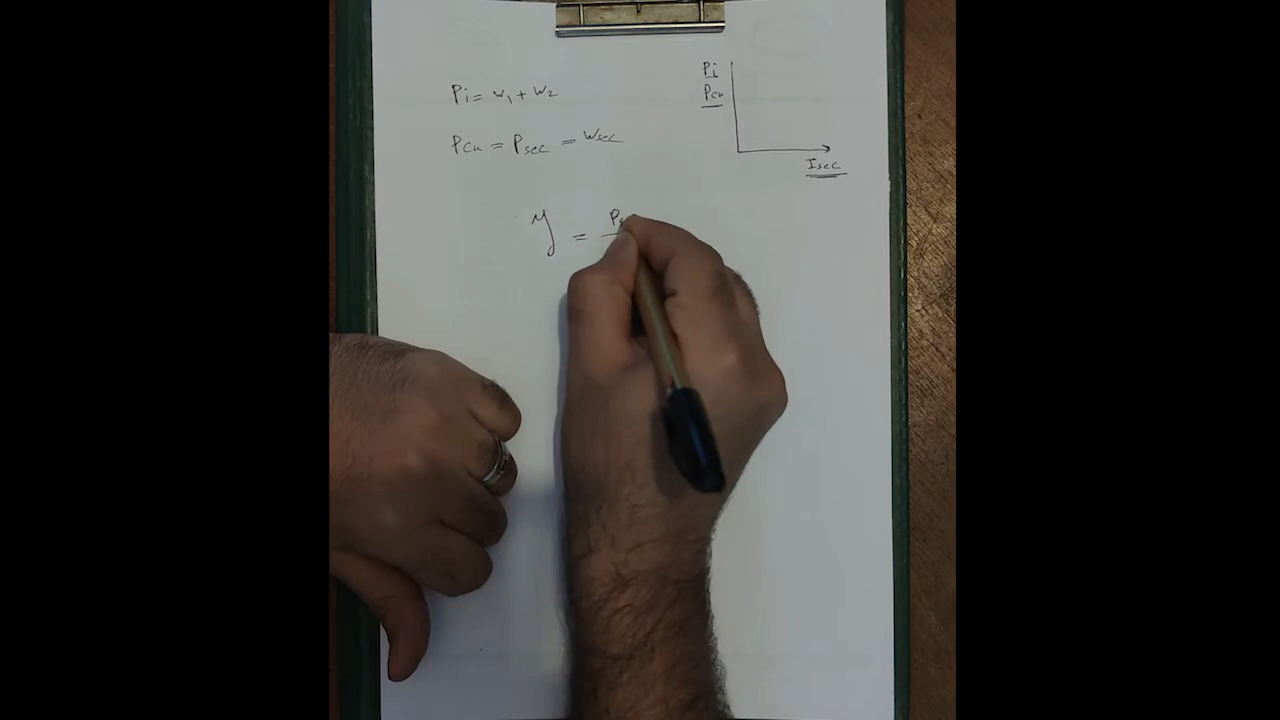 Pi = W1 + W2
Pcu = Psec = Wsec
Pi
Pcu
Isec
η =